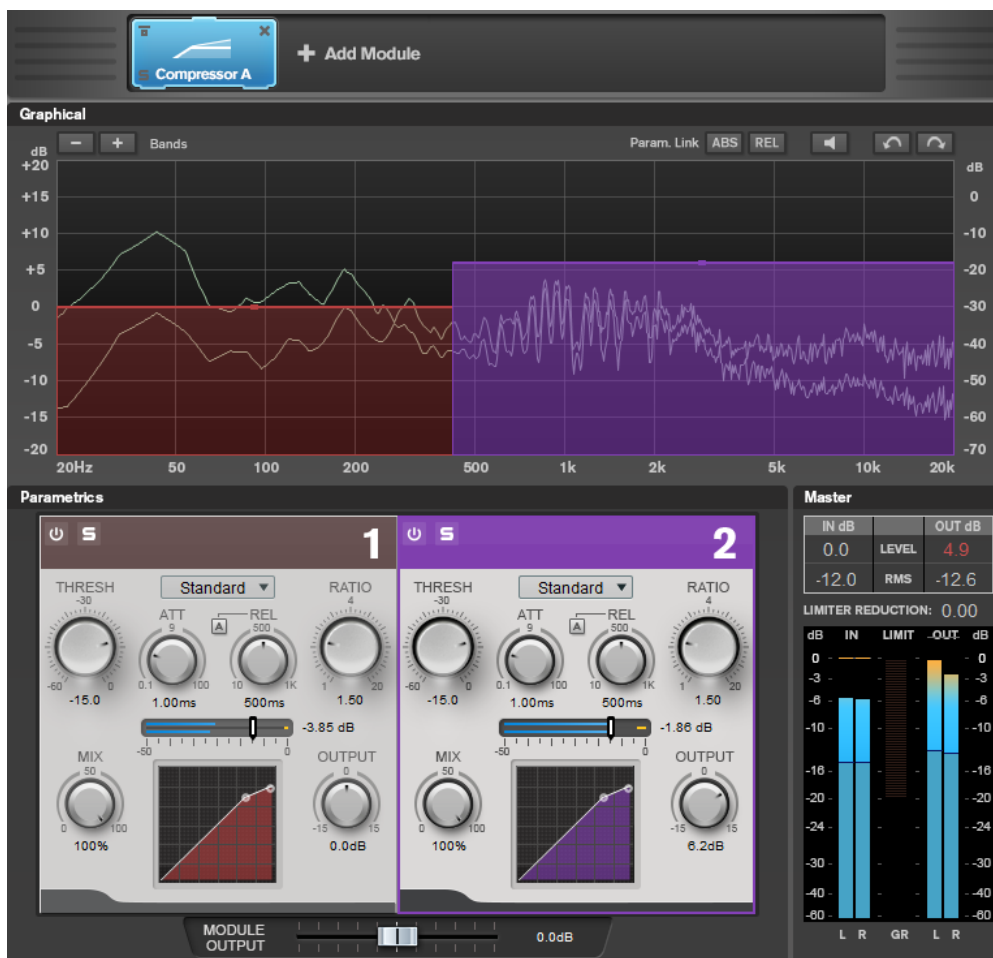 S Compressor A
+ Add Module
Graphical
- + Bands Param. Link ABS REL
dB
dB
+20
+15 0
+10 -10
+5 -20
0 -30
-5 -40
-10 -50
-15 -60
-20 -70
20Hz 50 100 200 500 1k 2k 5k 10k 20k
Parametrics
Master
S 1
THRESH Standard RATIO
-30 4
ATT REL
9 A 500
-60 0 0.1 100 10 1K 1 20
-15.0 1.00ms 500ms 1.50
-3.85 dB
-50 0
MIX OUTPUT
50 0
0 100 -15 15
100% 0.0dB
S 2
THRESH Standard RATIO
-30 4
ATT REL
9 A 500
-60 0 0.1 100 10 1K 1 20
-15.0 1.00ms 500ms 1.50
-1.86 dB
-50 0
MIX OUTPUT
50 0
0 100 -15 15
100% 6.2dB
MODULE
OUTPUT 0.0dB
IN dB OUT dB
0.0 LEVEL 4.9
-12.0 RMS -12.6
LIMITER REDUCTION: 0.00
dB IN LIMIT OUT dB
0 0
-3 -3
-6 -6
-10 -10
-16 -16
-20 -20
-24 -24
-30 -30
-40 -40
-60 -60
L R GR L R